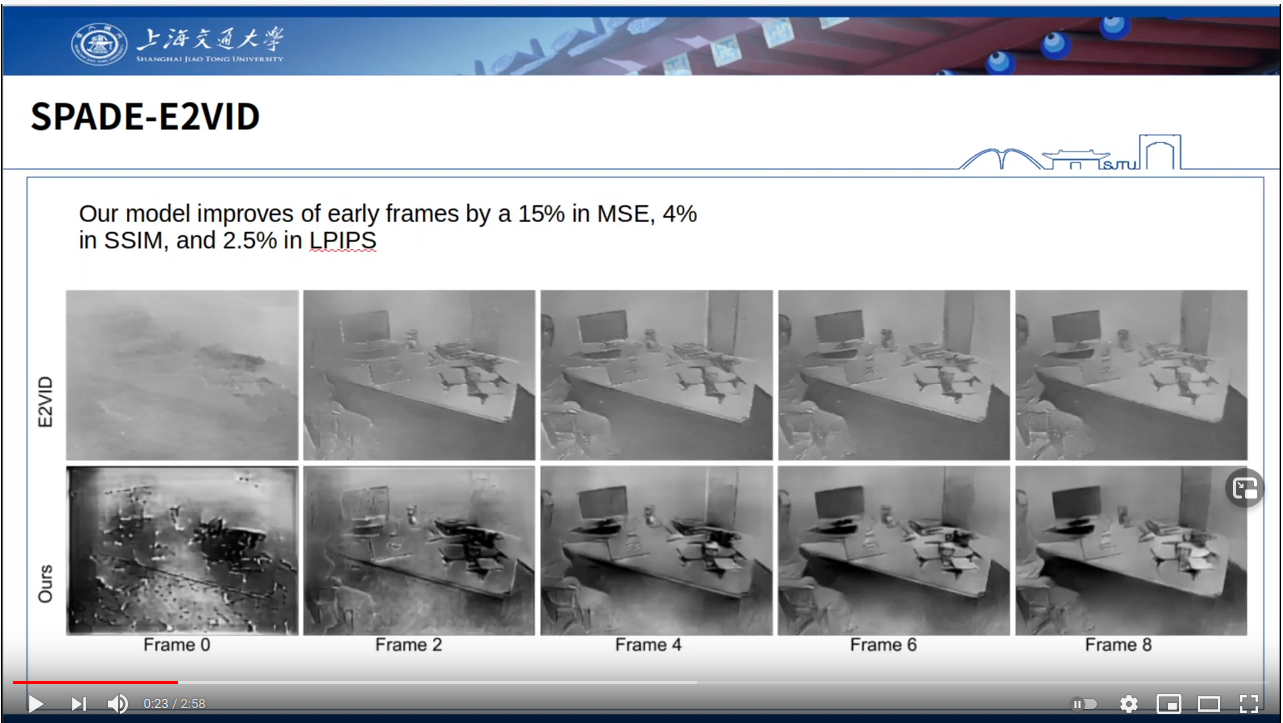 上海交通大学
SHANGHAI JIAO TONG UNIVERSITY
SPADE-E2VID
SJTU
Our model improves of early frames by a 15% in MSE, 4%
in SSIM, and 2.5% in LPIPS
E2VID
Ours
Frame 0
Frame 2
Frame 4
Frame 6
Frame 8
0:23 / 2:58